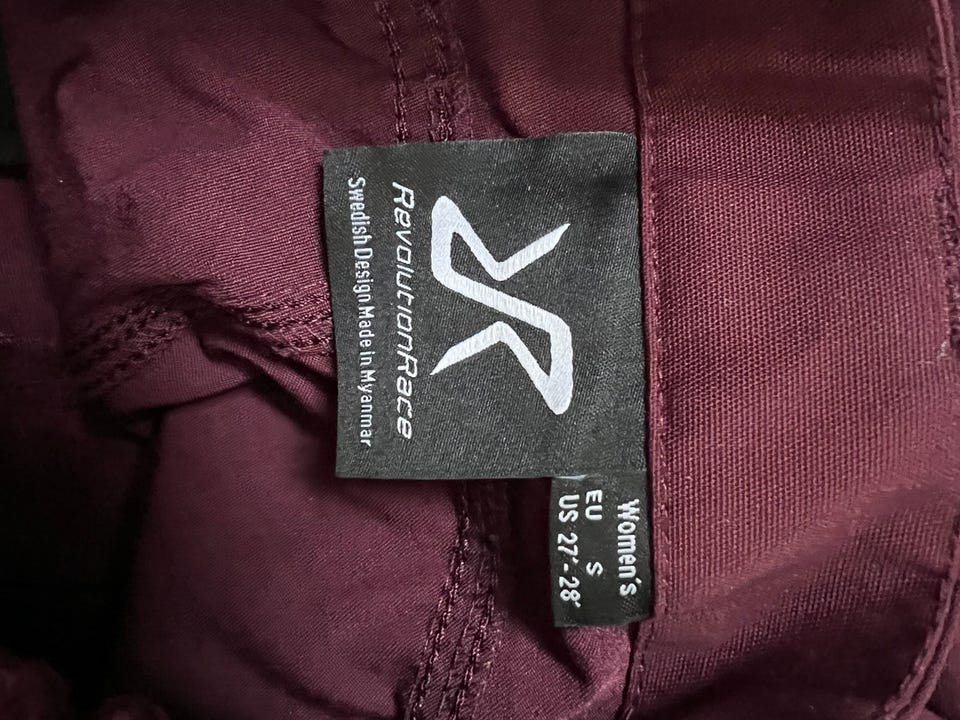 RevolutionRace
Swedish Design Made in Myanmar
Women's
EU S
US 27"-28"